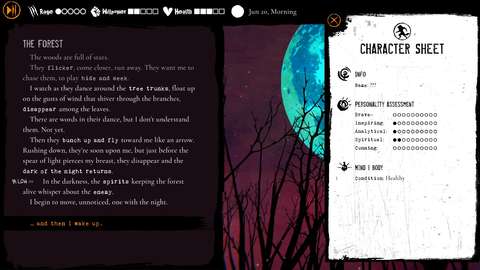 Rage Willpower Health Jun 20, Morning
THE FOREST
The woods are full of stars.
They flicker, come closer, run away. They want me to
chase them, to play hide and seek.
I watch as they dance around the tree trunks, float up
on the gusts of wind that shiver through the branches,
disappear among the leaves.
There are words in their dance, but I don't understand
them. Not yet.
Then they bunch up and fly toward me like an arrow.
Rushing down, they're soon upon me, but just before the
spear of light pierces my breast, they disappear and the
dark of the night returns.
In the darkness, the spirits keeping the forest
alive whisper about the enemy.
I begin to move, unnoticed, one with the night.
... and then I wake up.
CHARACTER SHEET
INFO
Name: ???
PERSONALITY ASSESSMENT
Brave:
Inspiring:
Analytical:
Spiritual:
Cunning:
MIND | BODY
Condition: Healthy